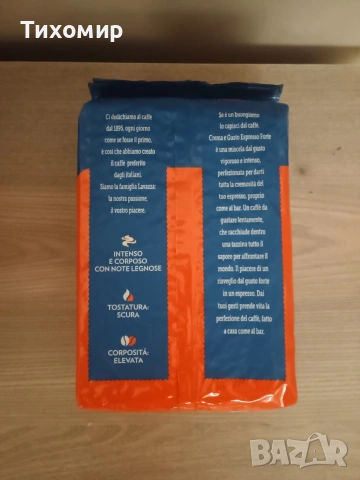 Тихомир
Ci dedichiamo al caffè
dal 1895, ogni giorno
come se fosse il primo,
è così che abbiamo creato
il caffè preferito
dagli italiani.
Siamo la famiglia Lavazza:
la nostra passione,
il vostro piacere.
INTENSO
E CORPOSO
CON NOTE LEGNOSE
TOSTATURA:
SCURA
CORPOSITÀ:
ELEVATA
Se è un buongiorno
lo capisci dal caffè.
Crema e Gusto Espresso Forte
è una miscela dal gusto
vigoroso e intenso,
perfezionata per darti
tutta la cremosità del
tuo espresso, proprio
come al bar. Un caffè da
gustare lentamente,
che racchiude dentro
una tazzina tutto il
sapore per affrontare il
mondo. Il piacere di un
risveglio dal gusto forte
in un espresso. Dai
tuoi gesti prende vita la
perfezione del caffè, fatto
a casa come al bar.
BAZAR